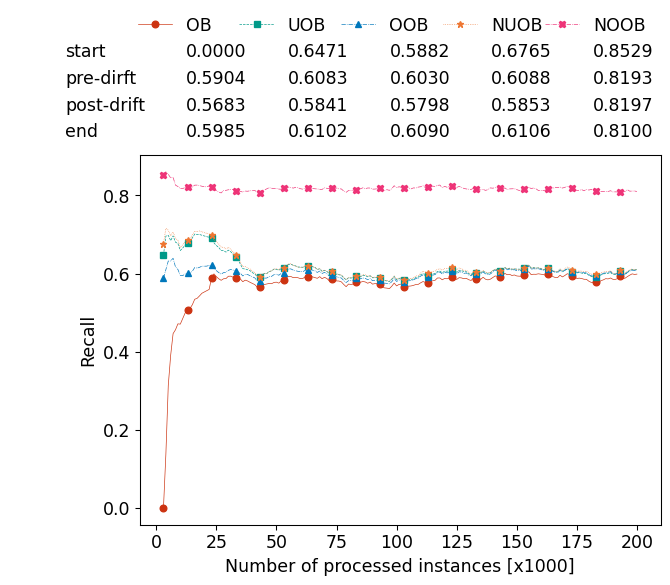 OB UOB OOB NUOB NOOB
start 0.0000 0.6471 0.5882 0.6765 0.8529
pre-dirft 0.5904 0.6083 0.6030 0.6088 0.8193
post-drift 0.5683 0.5841 0.5798 0.5853 0.8197
end 0.5985 0.6102 0.6090 0.6106 0.8100
0.8
0.6
0.4
0.2
0.0
Recall
0 25 50 75 100 125 150 175 200
Number of processed instances [x1000]